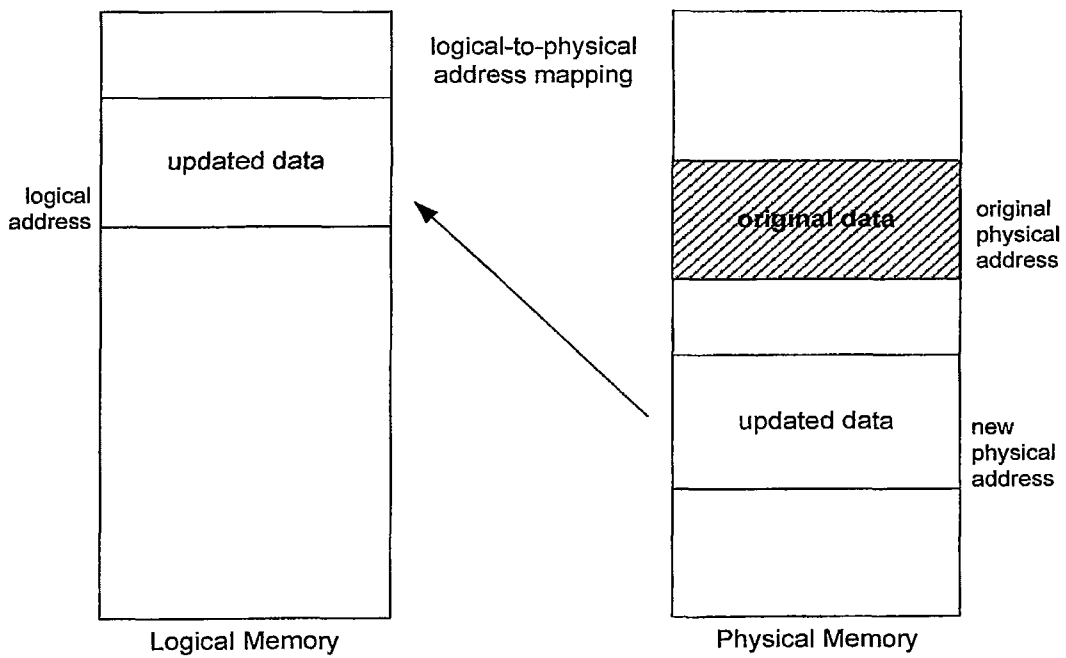 logical-to-physical
address mapping
updated data
logical
address
original data
original
physical
address
updated data
new
physical
address
Logical Memory
Physical Memory